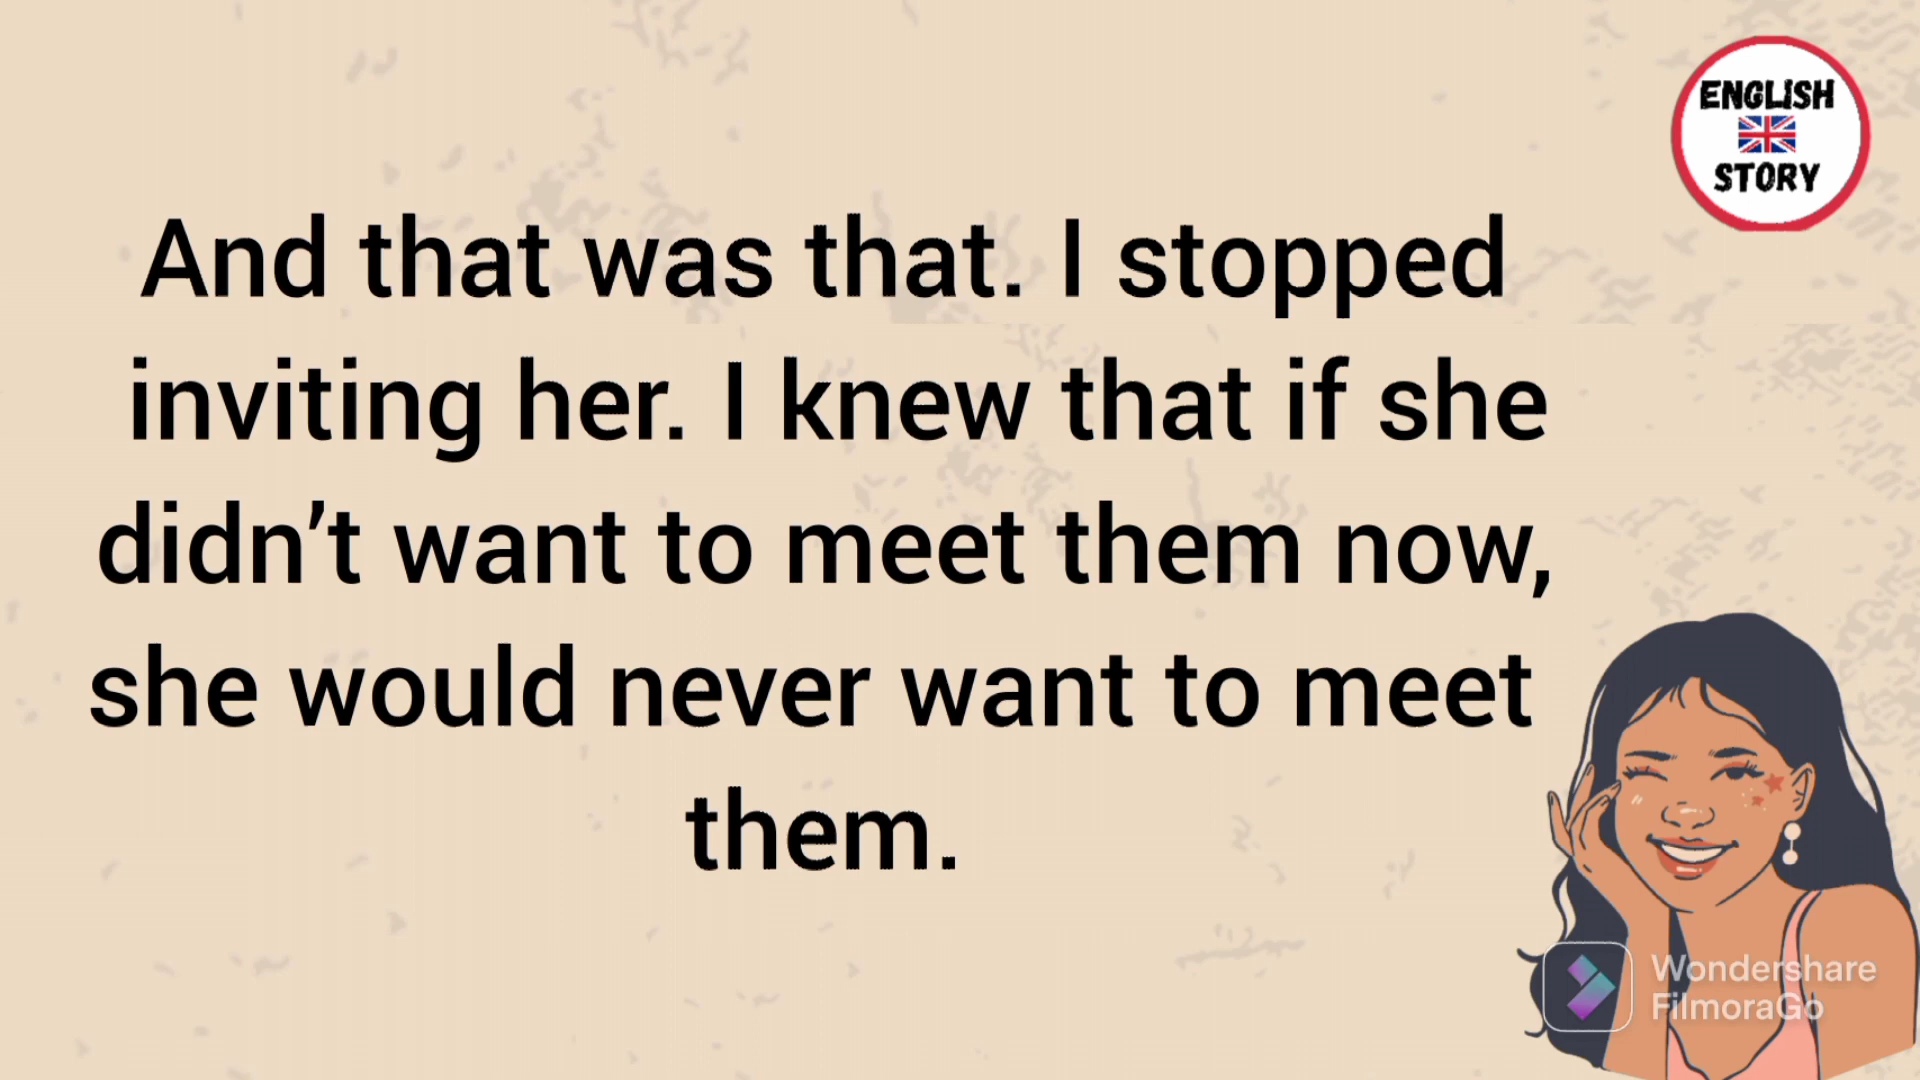 ENGLISH
STORY
And that was that. I stopped
inviting her. I knew that if she
didn’t want to meet them now,
she would never want to meet
them.
Wondershare
FilmoraGo